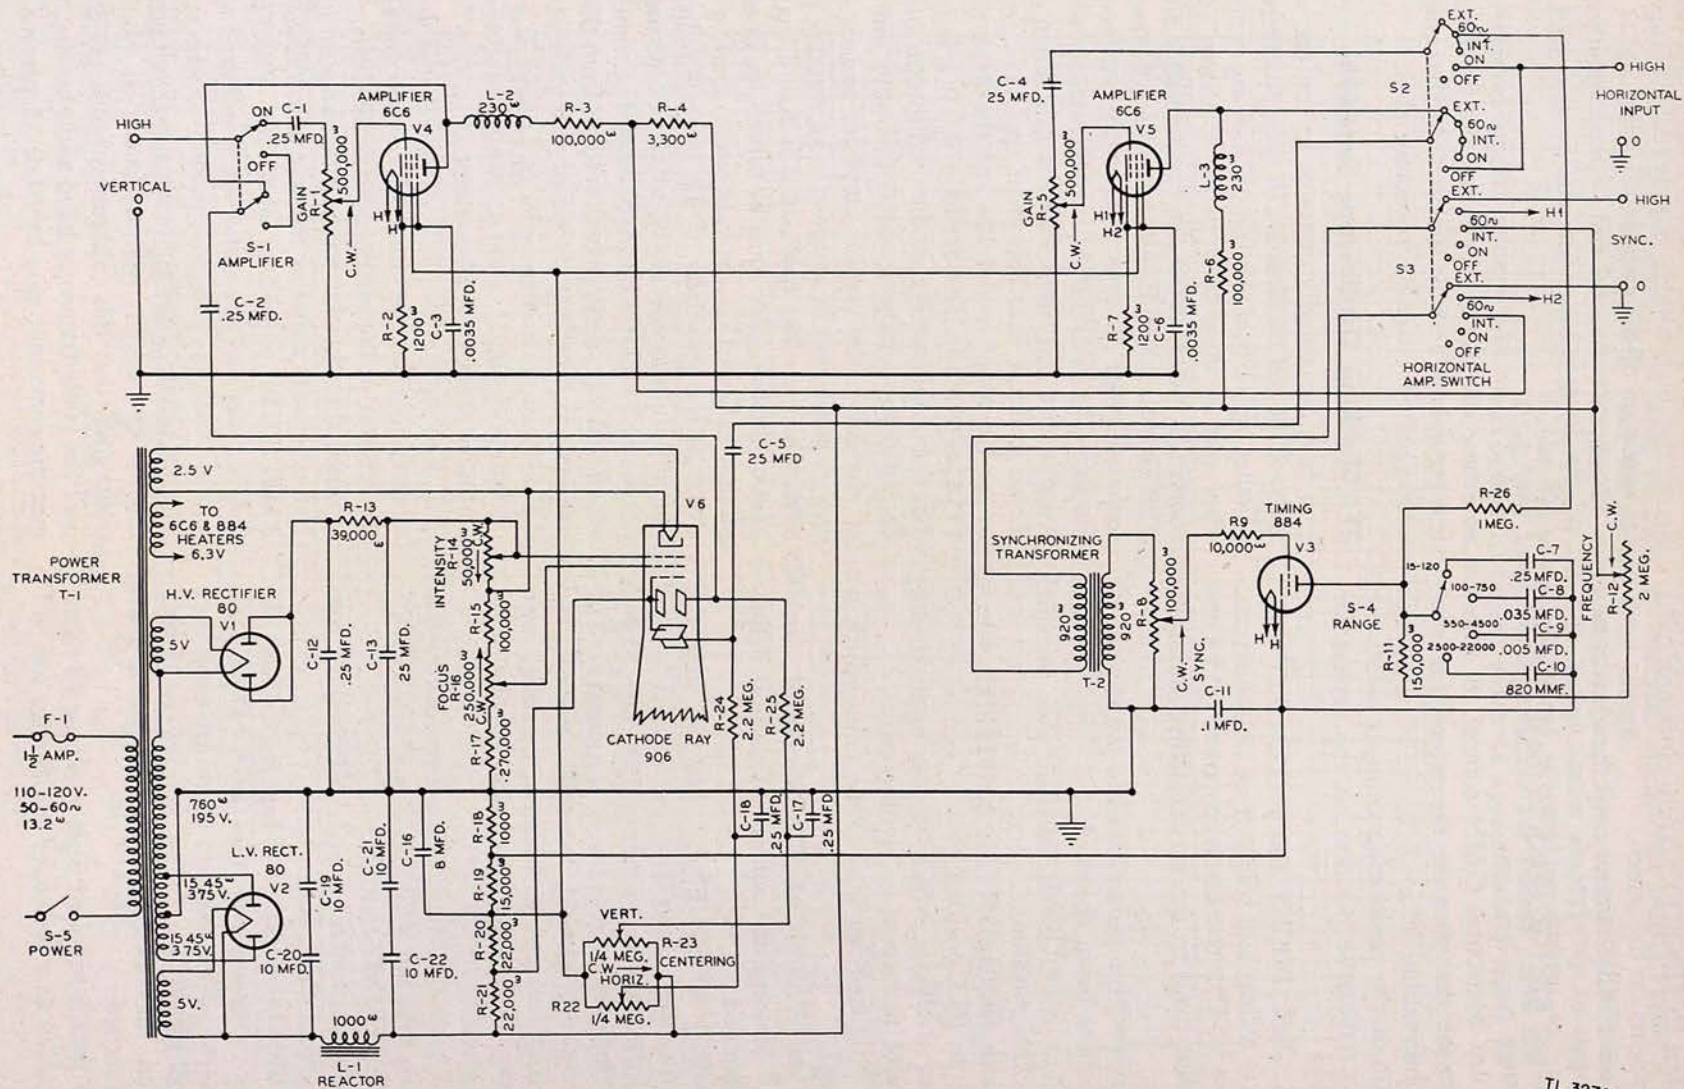 HIGH
VERTICAL
O
ON
OFF
S-1
AMPLIFIER
C-1
.25 MFD.
C-2
.25 MFD.
GAIN
R-1
500,000 ω
C.W.
AMPLIFIER
6C6
V4
H
H
R-2
1200 ω
C-3
.0035 MFD.
L-2
230 ω
R-3
100,000 ω
R-4
3,300 ω
C-4
25 MFD.
GAIN
R-5
500,000 ω
C.W.
AMPLIFIER
6C6
V5
H1
H2
R-7
1200 ω
C-6
.0035 MFD.
L-3
230 ω
R-6
100,000 ω
EXT.
60~
INT.
ON
OFF
S2
EXT.
60~
INT.
ON
OFF
EXT.
H1
60~
INT.
ON
OFF
S3
EXT.
H2
60~
INT.
ON
OFF
HORIZONTAL
AMP. SWITCH
HIGH
HORIZONTAL
INPUT
O
HIGH
SYNC.
O
C-5
25 MFD
POWER
TRANSFORMER
T-1
2.5 V
TO
6C6 & 884
HEATERS
6.3V
H.V. RECTIFIER
80
V1
5V
F-1
1½ AMP.
110-120V.
50-60~
13.2 ω
S-5
POWER
760 ω
195 V.
L.V. RECT.
80
V2
15.45 ω
375V.
15.45 ω
375V.
5V.
R-13
39,000 ω
C-12
.25 MFD.
C-13
25 MFD.
INTENSITY
R-14
50,000 ω
C.W.
R-15
100,000 ω
FOCUS
R-16
250,000 ω
C.W.
R-17
.270,000 ω
V6
CATHODE RAY
906
R-24
2.2 MEG.
R-25
2.2 MEG.
C-18
.25 MFD.
C-17
.25 MFD
C-19
10 MFD.
C-20
10 MFD.
C-21
10 MFD.
C-22
10 MFD.
C-16
8 MFD.
R-18
1000 ω
R-19
15,000 ω
R-20
22,000 ω
R-21
22,000 ω
VERT.
R-23
1/4 MEG.
CENTERING
C.W.
HORIZ.
R22
1/4 MEG.
1000 ω
L-1
REACTOR
SYNCHRONIZING
TRANSFORMER
920 ω
920 ω
T-2
R-8
100,000 ω
C.W.
SYNC.
R9
10,000 ω
TIMING
884
V3
H
H
C-11
.1 MFD.
R-26
1 MEG.
S-4
RANGE
15-120
100-750
550-4500
2500-22000
C-7
.25 MFD.
C-8
.035 MFD.
C-9
.005 MFD.
C-10
820 MMF.
R-11
150,000 ω
FREQUENCY
R-12
C.W.
2 MEG.